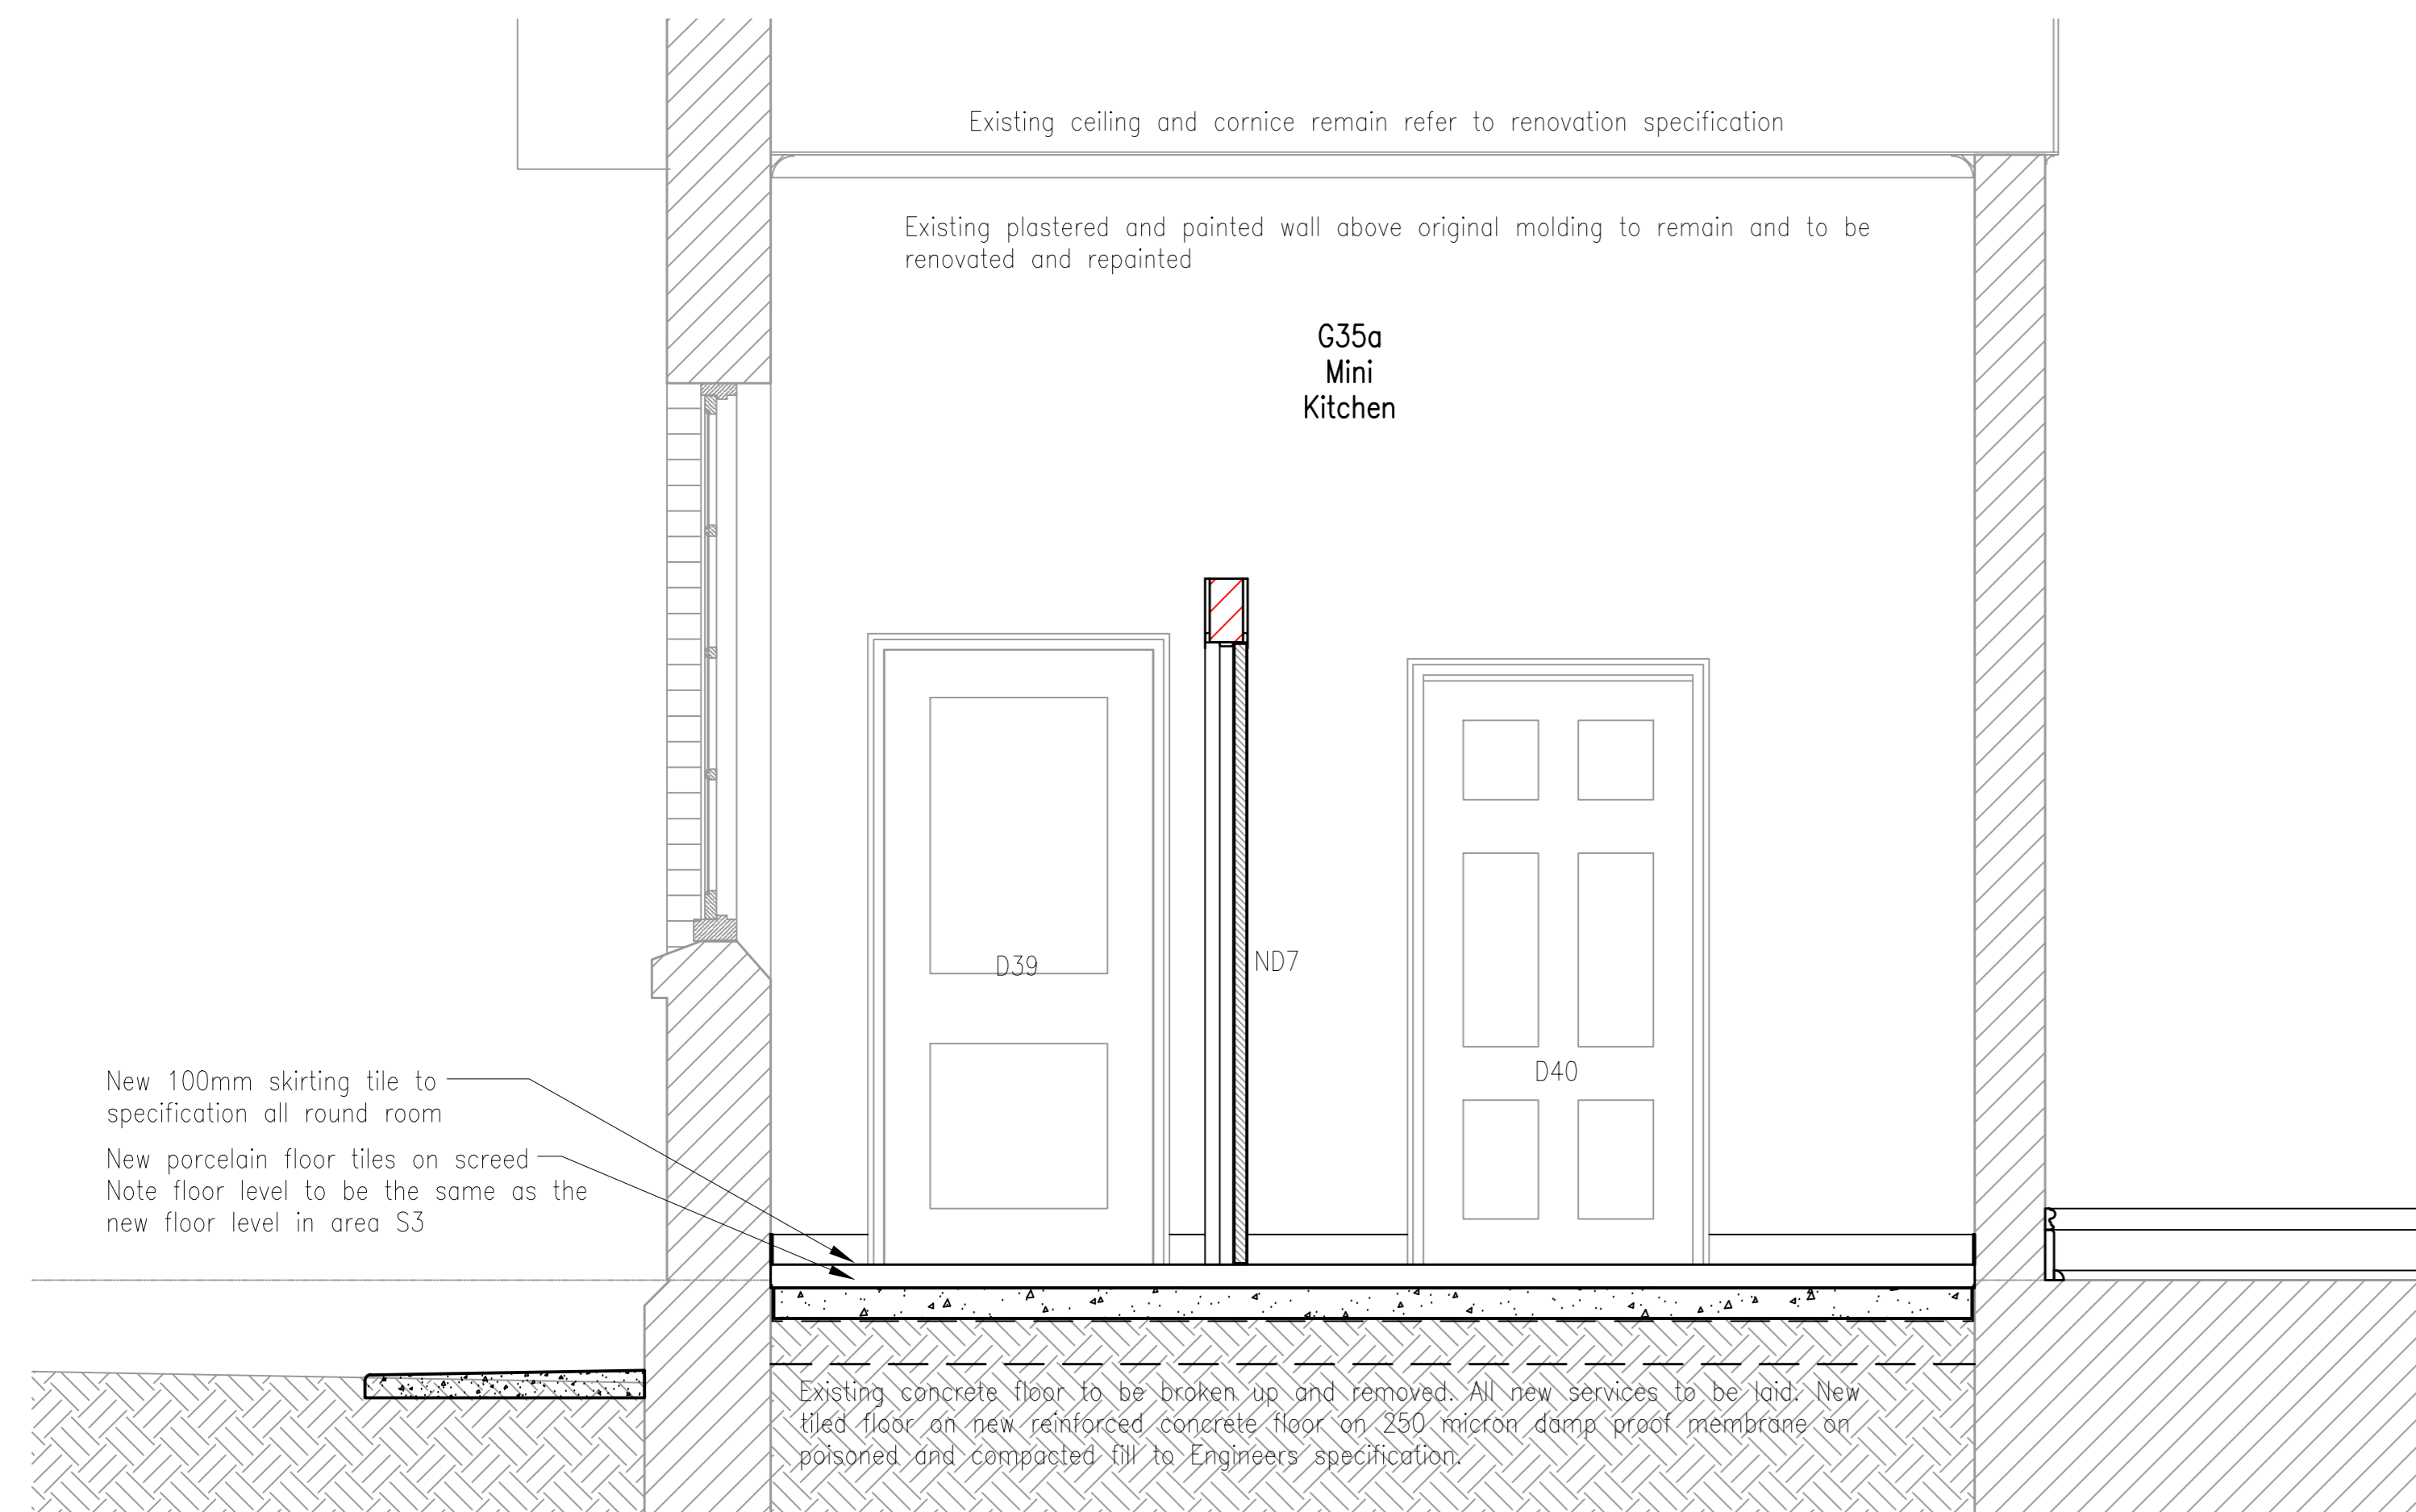 Existing ceiling and cornice remain refer to renovation specification
Existing plastered and painted wall above original molding to remain and to be
renovated and repainted
G35a
Mini
Kitchen
D39
ND7
D40
New 100mm skirting tile to
specification all round room
New porcelain floor tiles on screed
Note floor level to be the same as the
new floor level in area S3
Existing concrete floor to be broken up and removed. All new services to be laid. New
tiled floor on new reinforced concrete floor on 250 micron damp proof membrane on
poisoned and compacted fill to Engineers specification.